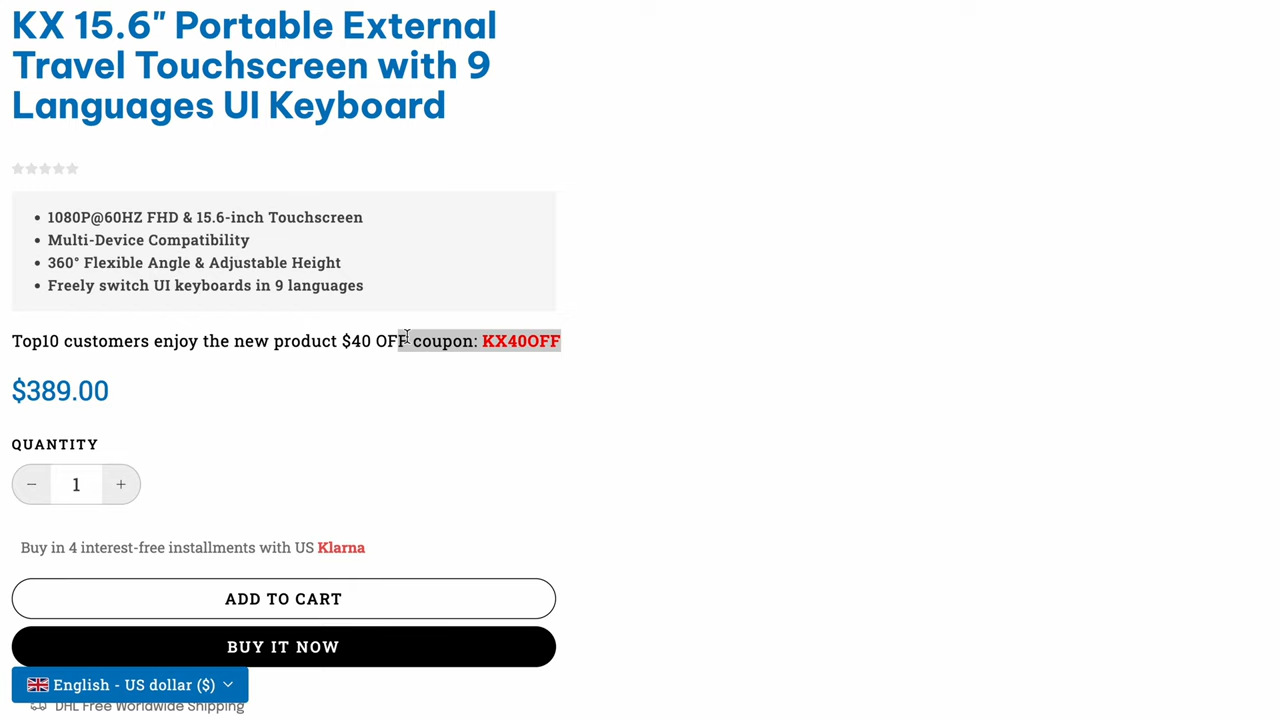 KX 15.6" Portable External
Travel Touchscreen with 9
Languages UI Keyboard
• 1080P@60HZ FHD & 15.6-inch Touchscreen
• Multi-Device Compatibility
• 360° Flexible Angle & Adjustable Height
• Freely switch UI keyboards in 9 languages
Top10 customers enjoy the new product $40 OFF coupon: KX40OFF
$389.00
QUANTITY
− 1 +
Buy in 4 interest-free installments with US Klarna
ADD TO CART
BUY IT NOW
English - US dollar ($)
DHL Free Worldwide Shipping